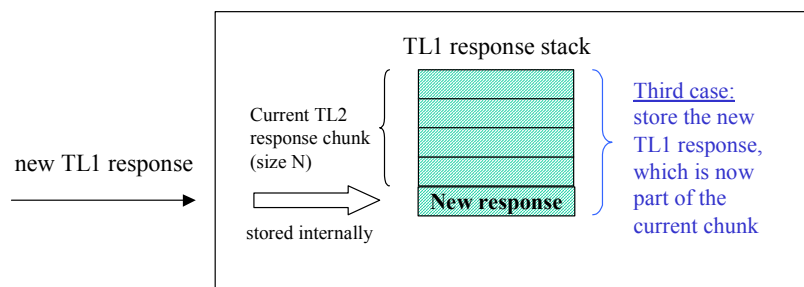 TL1 response stack
Current TL2
response chunk
(size N)
new TL1 response
stored internally
New response
Third case:
store the new
TL1 response,
which is now
part of the
current chunk